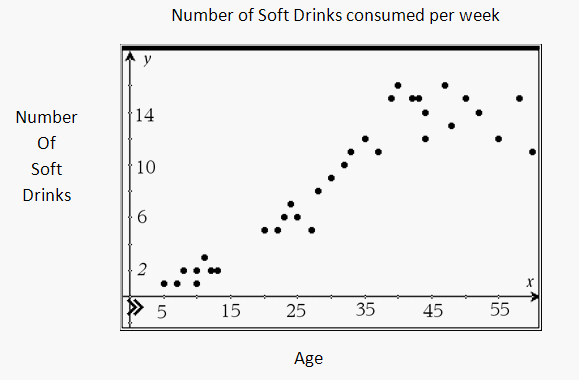 Number of Soft Drinks consumed per week
y
14
10
6
2
x
5 15 25 35 45 55
Number
Of
Soft
Drinks
Age